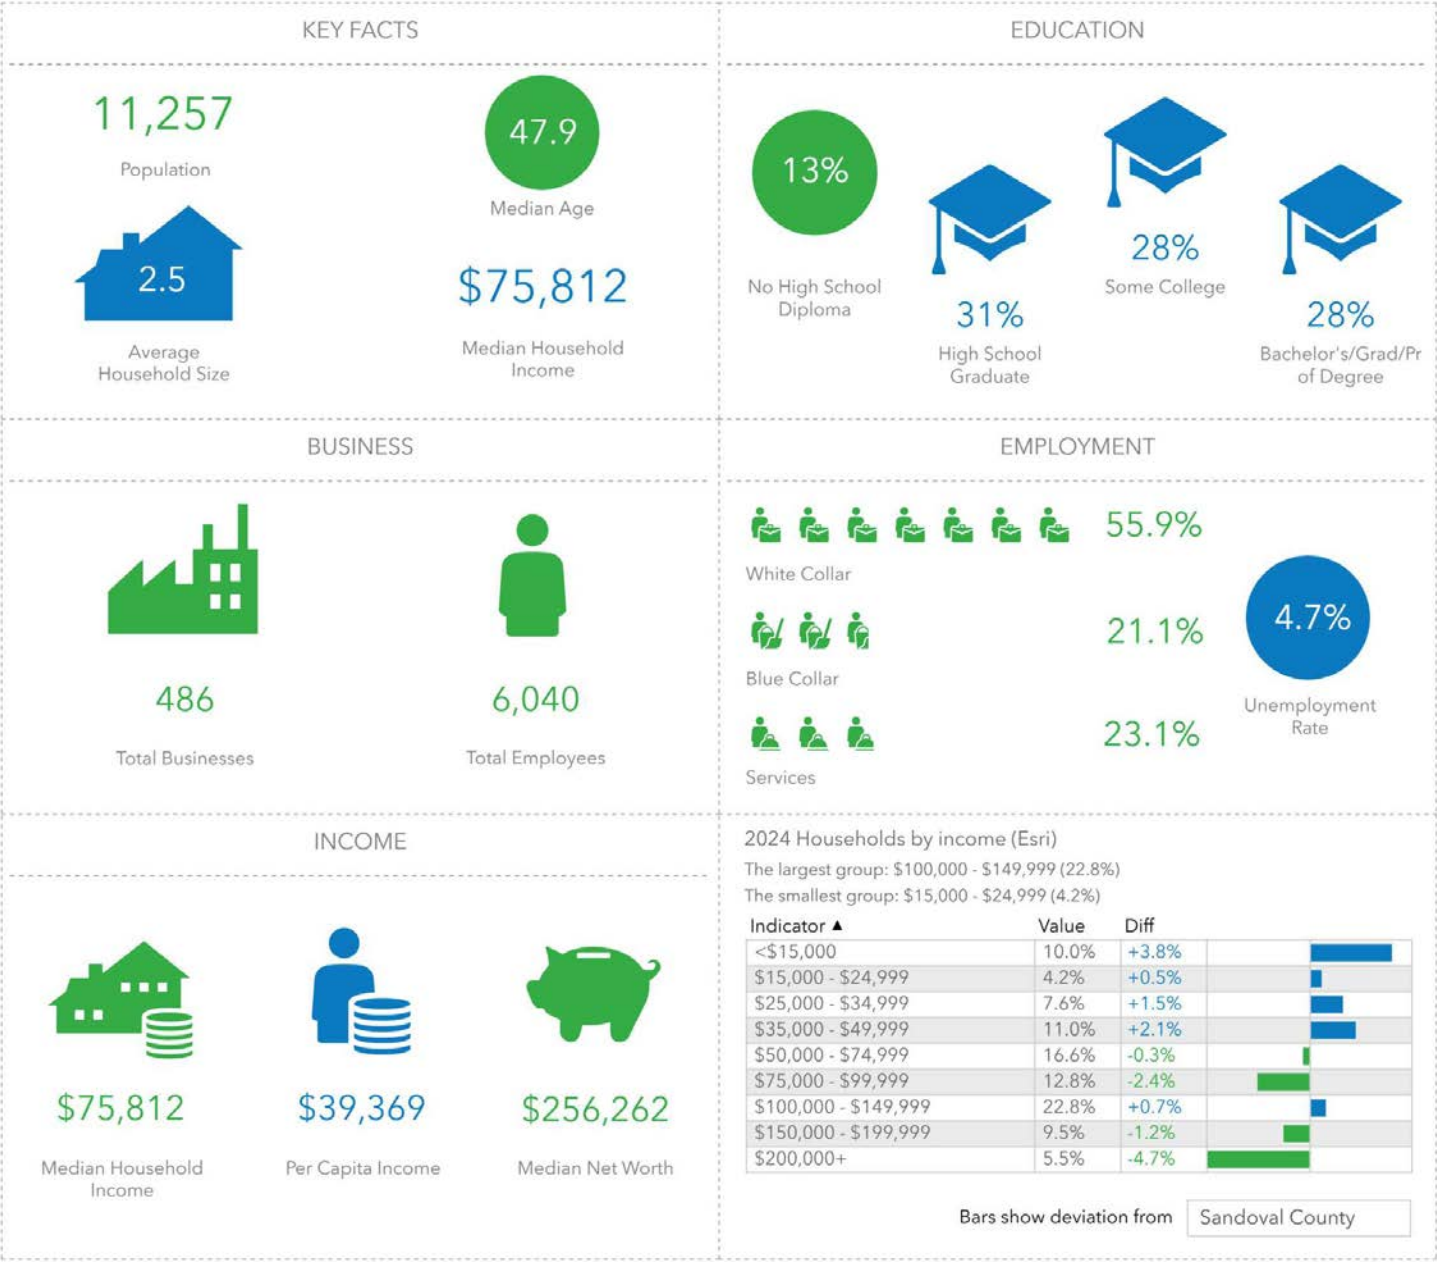 KEY FACTS
11,257
Population
47.9
Median Age
2.5
Average
Household Size
$75,812
Median Household
Income
EDUCATION
13%
No High School
Diploma
31%
High School
Graduate
28%
Some College
28%
Bachelor's/Grad/Pr
of Degree
BUSINESS
486
Total Businesses
6,040
Total Employees
EMPLOYMENT
55.9%
White Collar
21.1%
Blue Collar
23.1%
Services
4.7%
Unemployment
Rate
INCOME
$75,812
Median Household
Income
$39,369
Per Capita Income
$256,262
Median Net Worth
2024 Households by income (Esri)
The largest group: $100,000 - $149,999 (22.8%)
The smallest group: $15,000 - $24,999 (4.2%)
Indicator ▲ Value Diff
<$15,000 10.0% +3.8%
$15,000 - $24,999 4.2% +0.5%
$25,000 - $34,999 7.6% +1.5%
$35,000 - $49,999 11.0% +2.1%
$50,000 - $74,999 16.6% -0.3%
$75,000 - $99,999 12.8% -2.4%
$100,000 - $149,999 22.8% +0.7%
$150,000 - $199,999 9.5% -1.2%
$200,000+ 5.5% -4.7%
Bars show deviation from Sandoval County